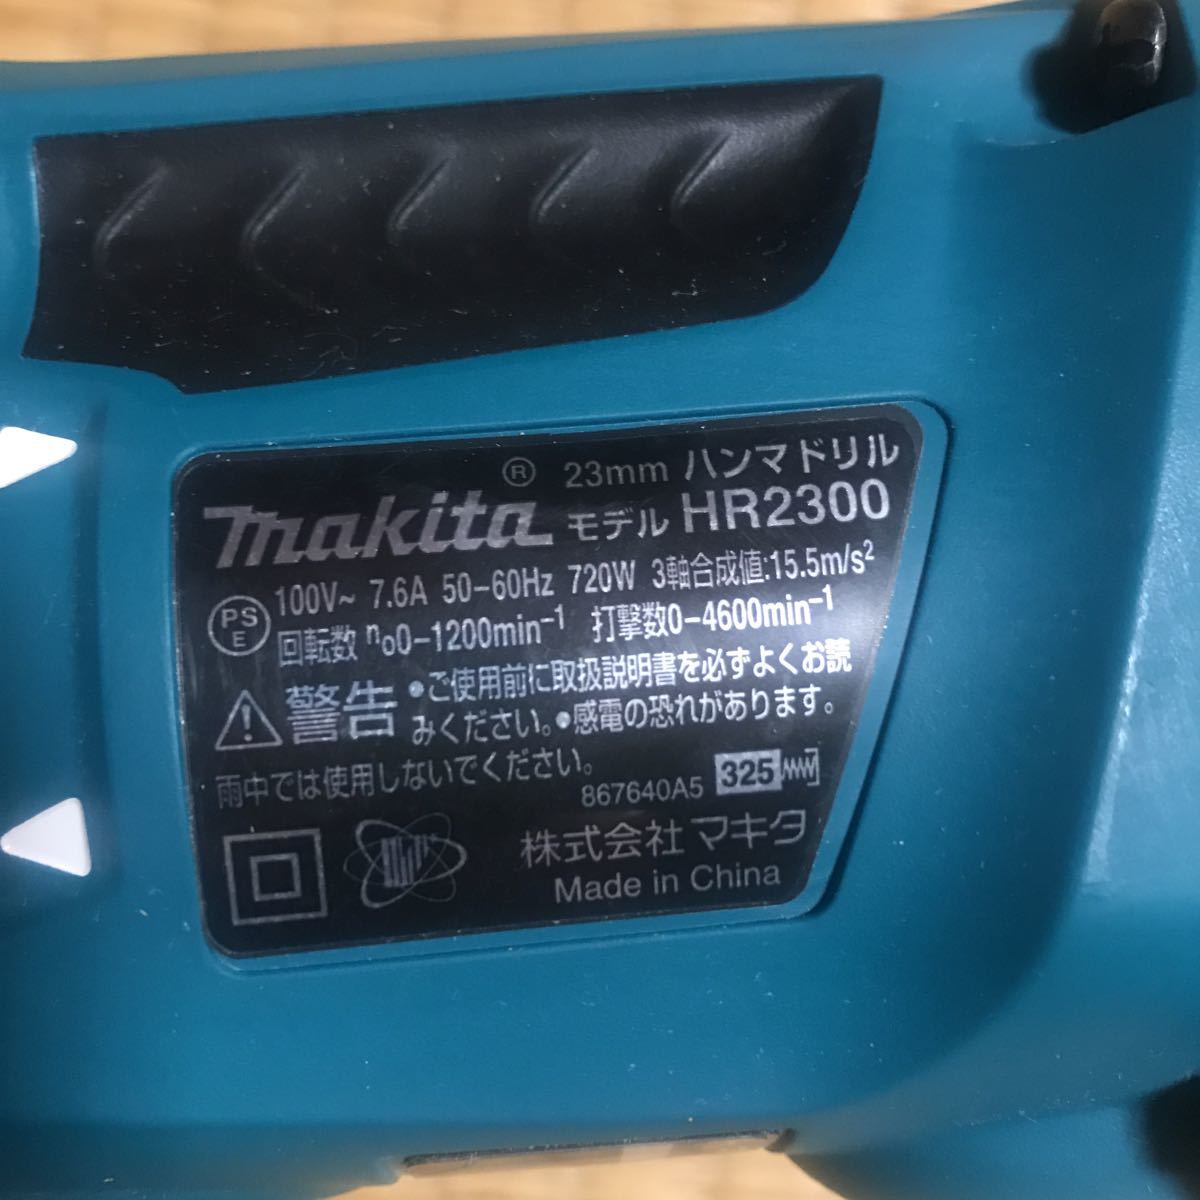 makita® 23mm ハンマドリル
モデル HR2300
PSE 100V~ 7.6A 50-60Hz 720W 3軸合成値:15.5m/s²
回転数 n₀0-1200min⁻¹ 打撃数0-4600min⁻¹
警告 •ご使用前に取扱説明書を必ずよくお読
みください。•感電の恐れがあります。
雨中では使用しないでください。
867640A5 325
株式会社 マキタ
Made in China